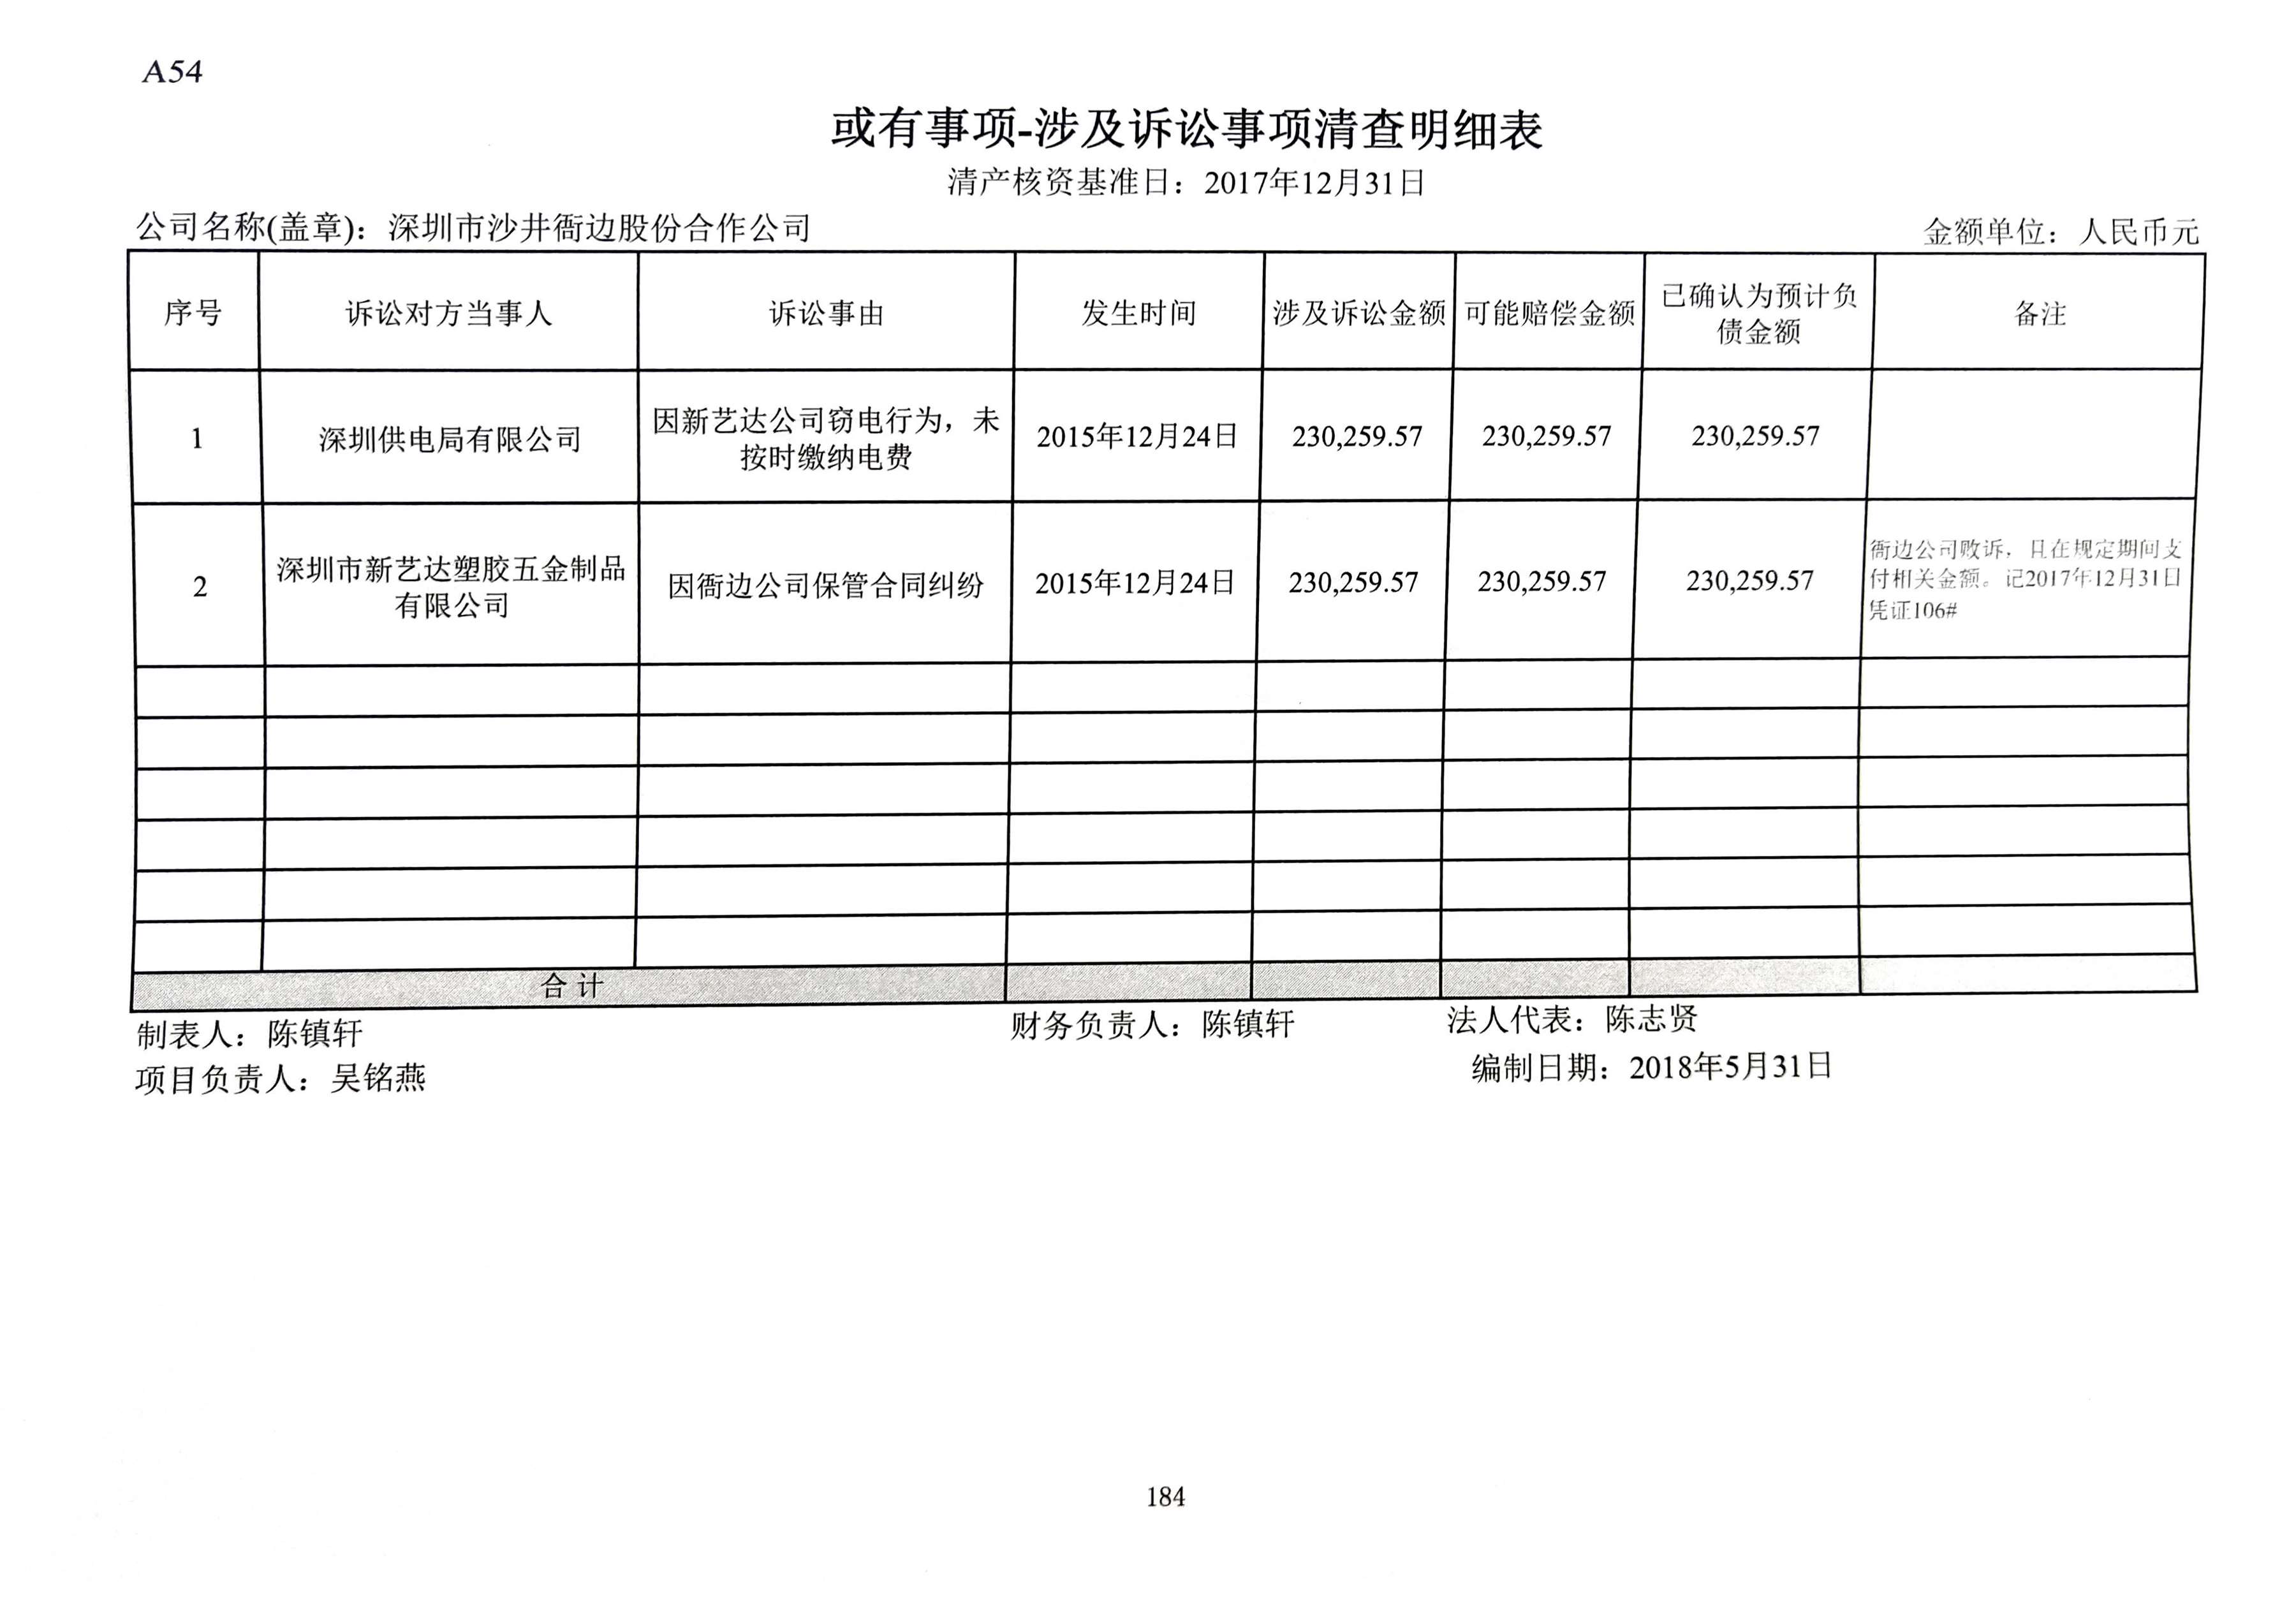 A54
或有事项-涉及诉讼事项清查明细表
清产核资基准日：2017年12月31日
公司名称(盖章)：深圳市沙井衙边股份合作公司
金额单位：人民币元
序号
诉讼对方当事人
诉讼事由
发生时间
涉及诉讼金额
可能赔偿金额
已确认为预计负
债金额
备注
1
深圳供电局有限公司
因新艺达公司窃电行为，未
按时缴纳电费
2015年12月24日
230,259.57
230,259.57
230,259.57
2
深圳市新艺达塑胶五金制品
有限公司
因衙边公司保管合同纠纷
2015年12月24日
230,259.57
230,259.57
230,259.57
衙边公司败诉，且在规定期间支
付相关金额。记2017年12月31日
凭证106#
合 计
制表人：陈镇轩
财务负责人：陈镇轩
法人代表：陈志贤
项目负责人：吴铭燕
编制日期：2018年5月31日
184